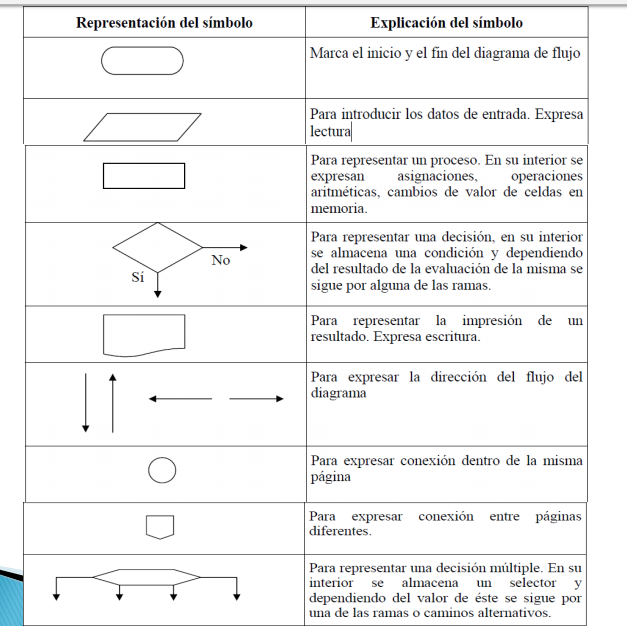 Representación del símbolo
Explicación del símbolo
Marca el inicio y el fin del diagrama de flujo
Para introducir los datos de entrada. Expresa
lectura
Para representar un proceso. En su interior se
expresan asignaciones, operaciones
aritméticas, cambios de valor de celdas en
memoria.
No
Sí
Para representar una decisión, en su interior
se almacena una condición y dependiendo
del resultado de la evaluación de la misma se
sigue por alguna de las ramas.
Para representar la impresión de un
resultado. Expresa escritura.
Para expresar la dirección del flujo del
diagrama
Para expresar conexión dentro de la misma
página
Para expresar conexión entre páginas
diferentes.
Para representar una decisión múltiple. En su
interior se almacena un selector y
dependiendo del valor de éste se sigue por
una de las ramas o caminos alternativos.